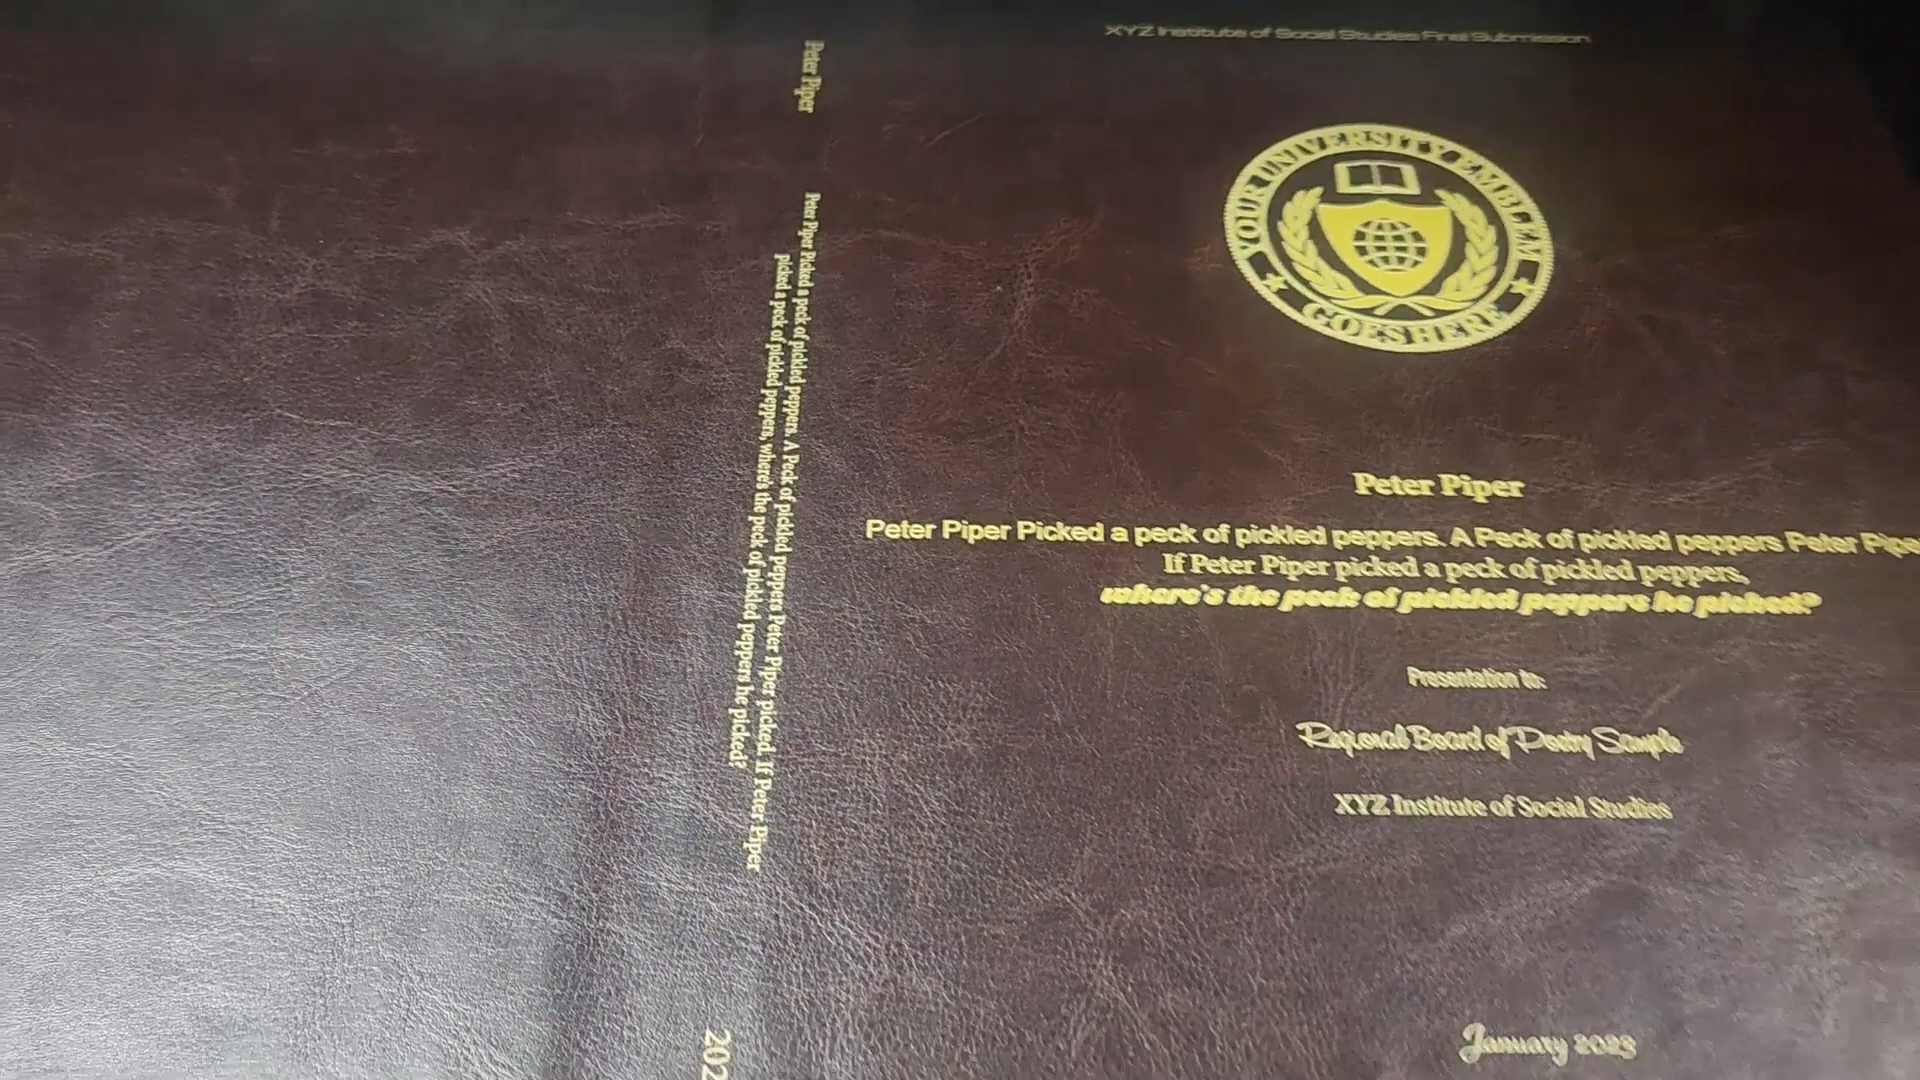 Peter Piper
Peter Piper Picked a peck of pickled peppers. A Peck of pickled peppers Peter Piper picked. If Peter Piper
picked a peck of pickled peppers, where's the peck of pickled peppers he picked?
202
XYZ Institute of Social Studies Final Submission
YOUR UNIVERSITY EMBLEM
GOES HERE
Peter Piper
Peter Piper Picked a peck of pickled peppers. A Peck of pickled peppers Peter Pipe
If Peter Piper picked a peck of pickled peppers,
where's the peck of pickled peppers he picked?
Presentation to:
Regional Board of Poetry Sample
XYZ Institute of Social Studies
January 2023